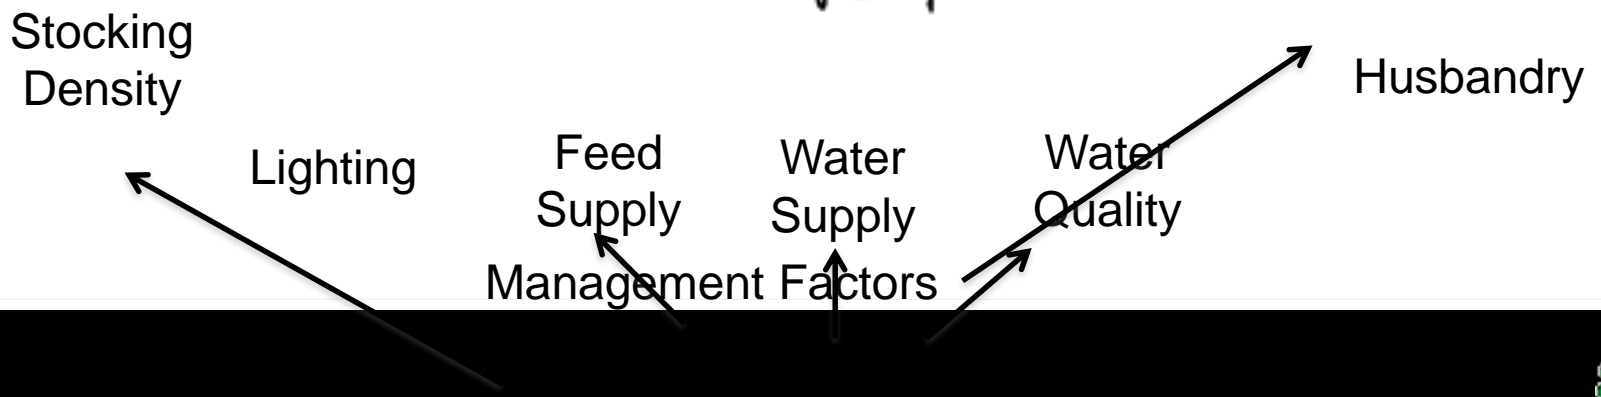 Stocking
Density
Husbandry
Lighting
Feed
Supply
Water
Supply
Water
Quality
Management Factors